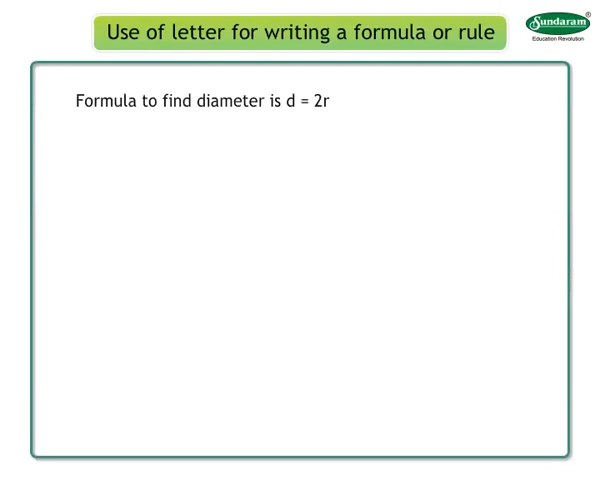 Use of letter for writing a formula or rule
Sundaram®
Education Revolution
Formula to find diameter is d = 2r